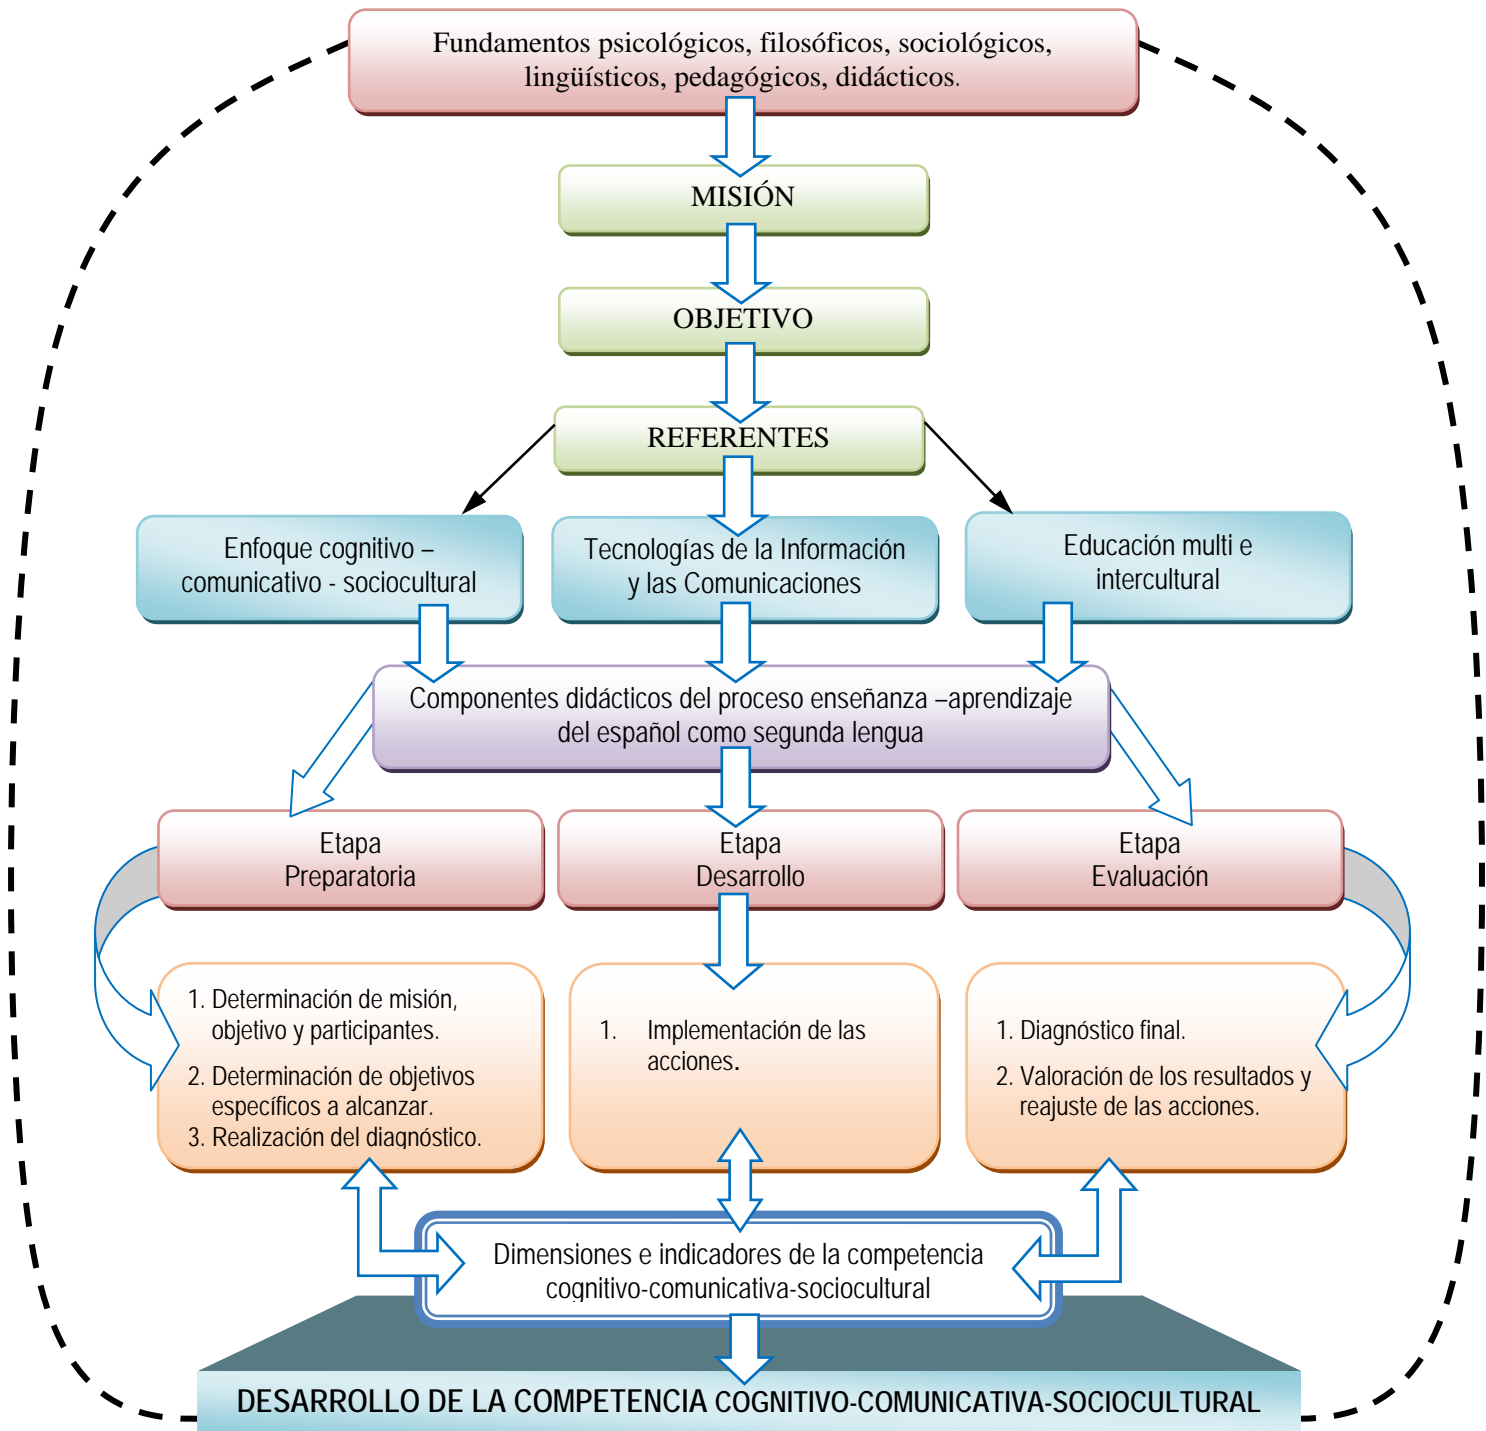 Fundamentos psicológicos, filosóficos, sociológicos,
lingüísticos, pedagógicos, didácticos.
MISIÓN
OBJETIVO
REFERENTES
Enfoque cognitivo –
comunicativo - sociocultural
Tecnologías de la Información
y las Comunicaciones
Educación multi e
intercultural
Componentes didácticos del proceso enseñanza –aprendizaje
del español como segunda lengua
Etapa
Preparatoria
Etapa
Desarrollo
Etapa
Evaluación
1. Determinación de misión,
objetivo y participantes.
2. Determinación de objetivos
específicos a alcanzar.
3. Realización del diagnóstico.
1. Implementación de las
acciones.
1. Diagnóstico final.
2. Valoración de los resultados y
reajuste de las acciones.
Dimensiones e indicadores de la competencia
cognitivo-comunicativa-sociocultural
DESARROLLO DE LA COMPETENCIA COGNITIVO-COMUNICATIVA-SOCIOCULTURAL